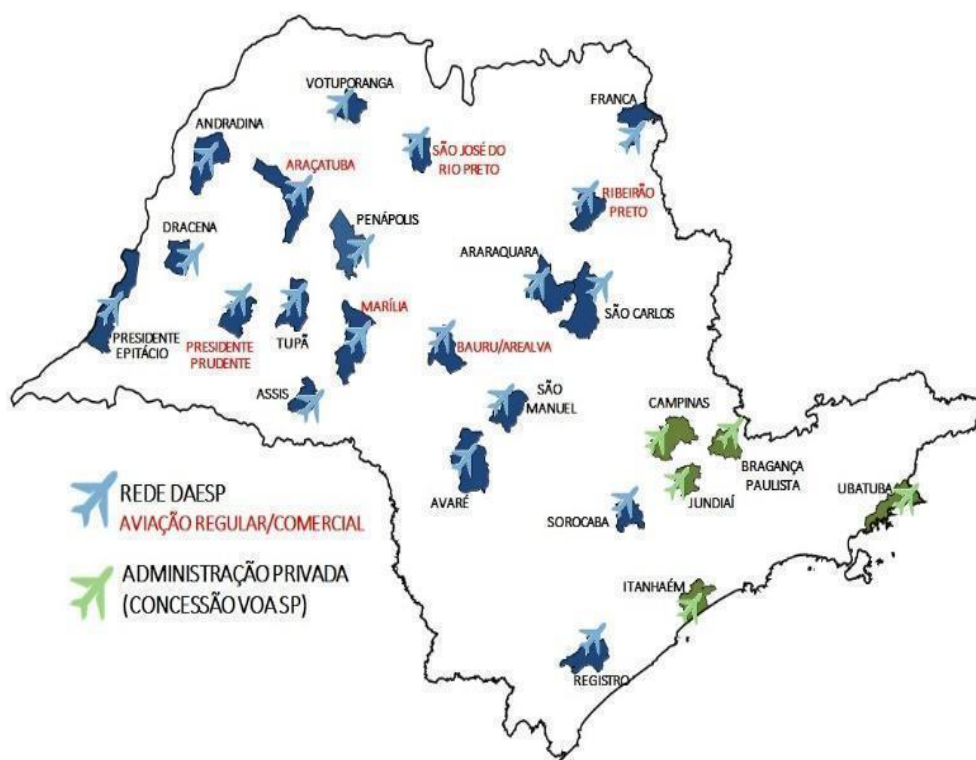 VOTUPORANGA
FRANCA
ANDRADINA
SÃO JOSÉ DO
RIO PRETO
ARAÇATUBA
RIBEIRÃO
PRETO
PENÁPOLIS
DRACENA
ARARAQUARA
MARÍLIA
SÃO CARLOS
PRESIDENTE
EPITÁCIO
PRESIDENTE
PRUDENTE
TUPÃ
BAURU/AREALVA
ASSIS
SÃO
MANUEL
CAMPINAS
BRAGANÇA
PAULISTA
AVARÉ
JUNDIAÍ
UBATUBA
SOROCABA
REDE DAESP
AVIAÇÃO REGULAR/COMERCIAL
ADMINISTRAÇÃO PRIVADA
(CONCESSÃO VOA SP)
ITANHAÉM
REGISTRO